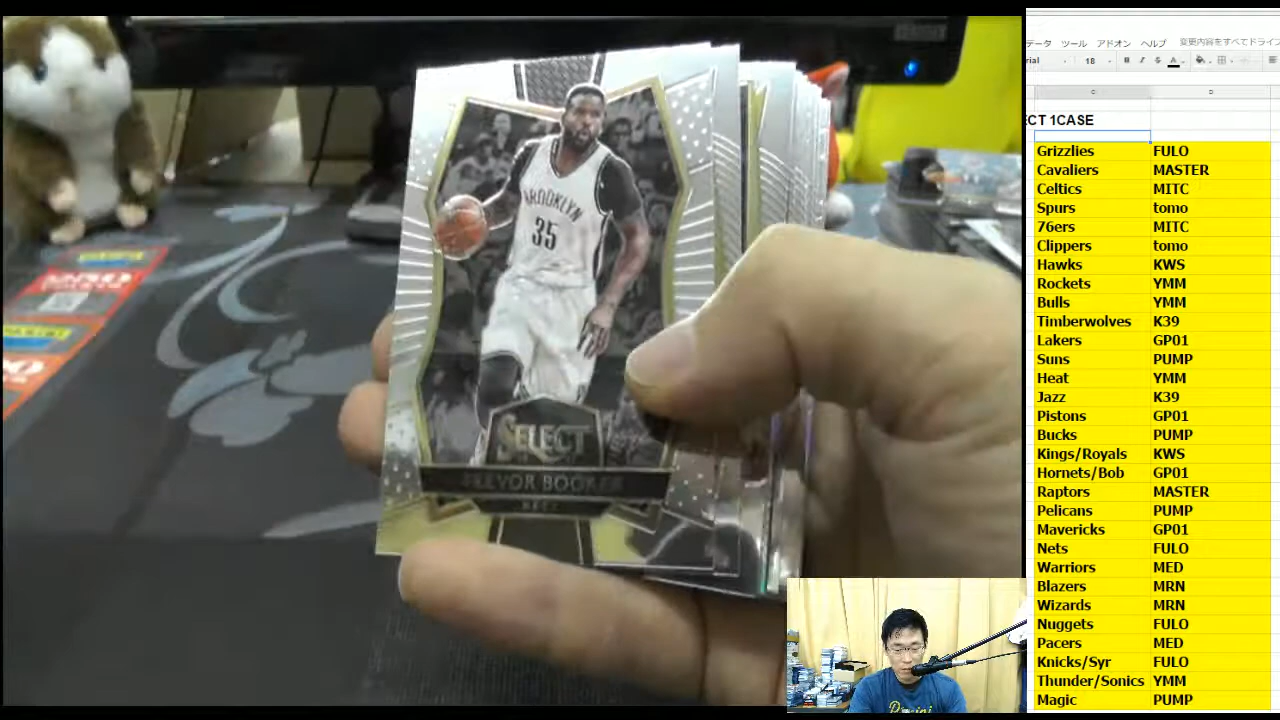 BROOKLYN
35
SELECT
TREVOR BOOKER
NETS
PANINI
データ ツール アドオン ヘルプ 変更内容をすべてドライ
rial 18 B I S A
C D
CT 1CASE
Grizzlies FULO
Cavaliers MASTER
Celtics MITC
Spurs tomo
76ers MITC
Clippers tomo
Hawks KWS
Rockets YMM
Bulls YMM
Timberwolves K39
Lakers GP01
Suns PUMP
Heat YMM
Jazz K39
Pistons GP01
Bucks PUMP
Kings/Royals KWS
Hornets/Bob GP01
Raptors MASTER
Pelicans PUMP
Mavericks GP01
Nets FULO
Warriors MED
Blazers MRN
Wizards MRN
Nuggets FULO
Pacers MED
Knicks/Syr FULO
Thunder/Sonics YMM
Magic PUMP
Panini